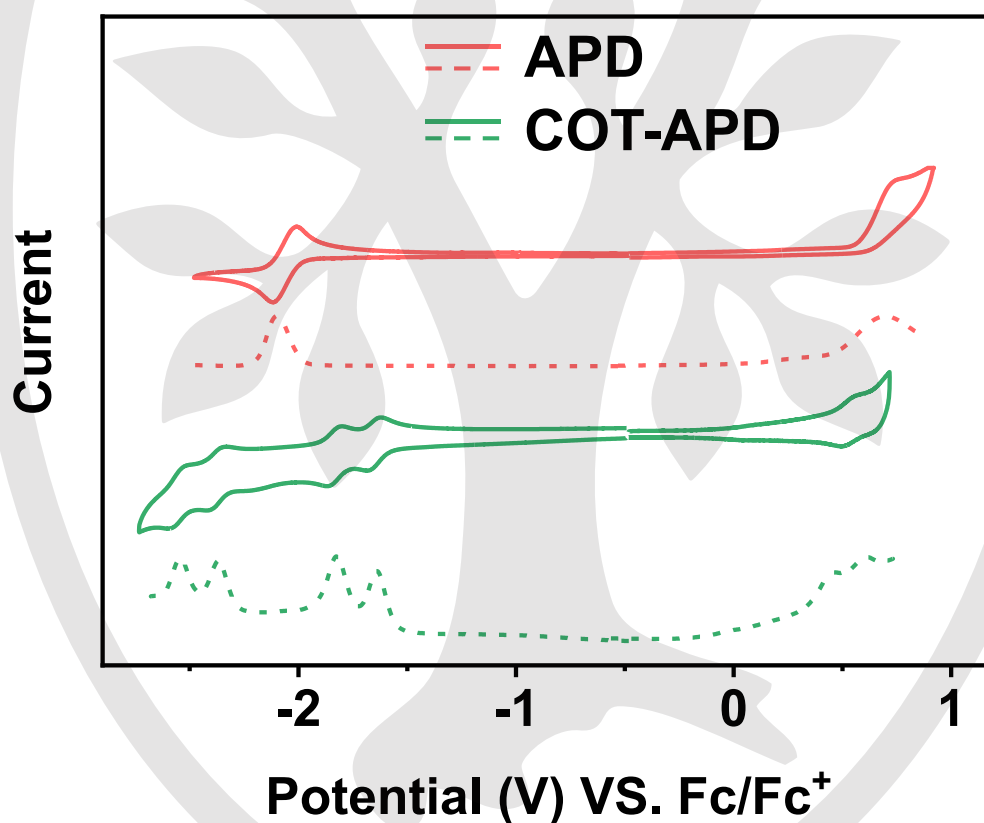 APD
COT-APD
Current
-2 -1 0 1
Potential (V) VS. Fc/Fc⁺